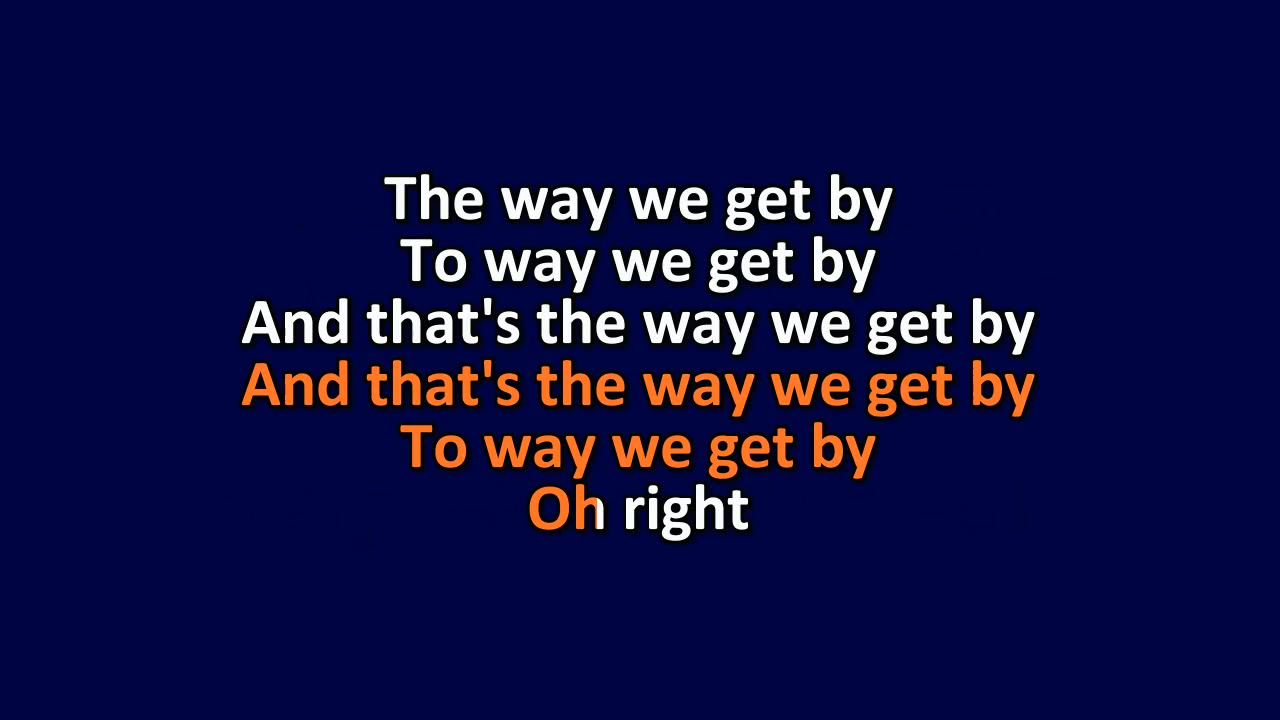 The way we get by
To way we get by
And that's the way we get by
And that's the way we get by
To way we get by
Oh right